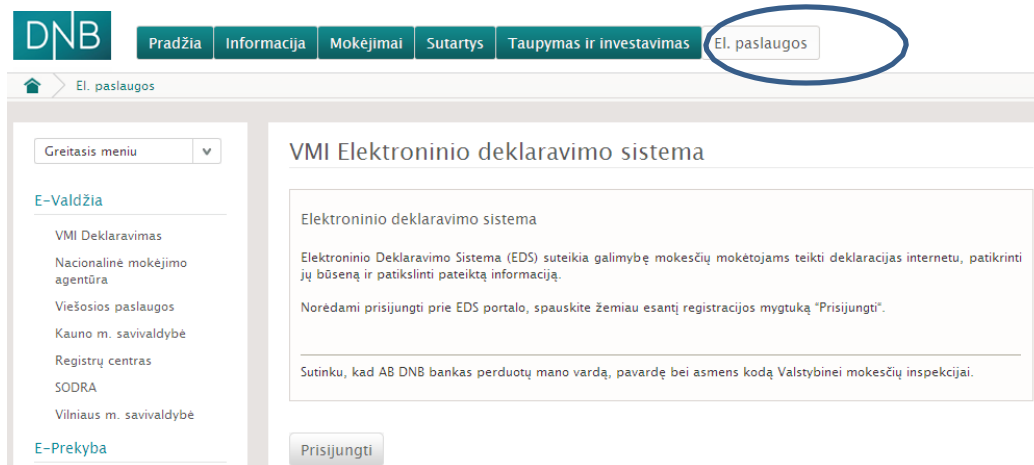 DNB
Pradžia Informacija Mokėjimai Sutartys Taupymas ir investavimas El. paslaugos
El. paslaugos
Greitasis meniu
E-Valdžia
VMI Deklaravimas
Nacionalinė mokėjimo
agentūra
Viešosios paslaugos
Kauno m. savivaldybė
Registrų centras
SODRA
Vilniaus m. savivaldybė
E-Prekyba
VMI Elektroninio deklaravimo sistema
Elektroninio deklaravimo sistema
Elektroninio Deklaravimo Sistema (EDS) suteikia galimybę mokesčių mokėtojams teikti deklaracijas internetu, patikrinti
jų būseną ir patikslinti pateiktą informaciją.
Norėdami prisijungti prie EDS portalo, spauskite žemiau esantį registracijos mygtuką "Prisijungti".
Sutinku, kad AB DNB bankas perduotų mano vardą, pavardę bei asmens kodą Valstybinei mokesčių inspekcijai.
Prisijungti